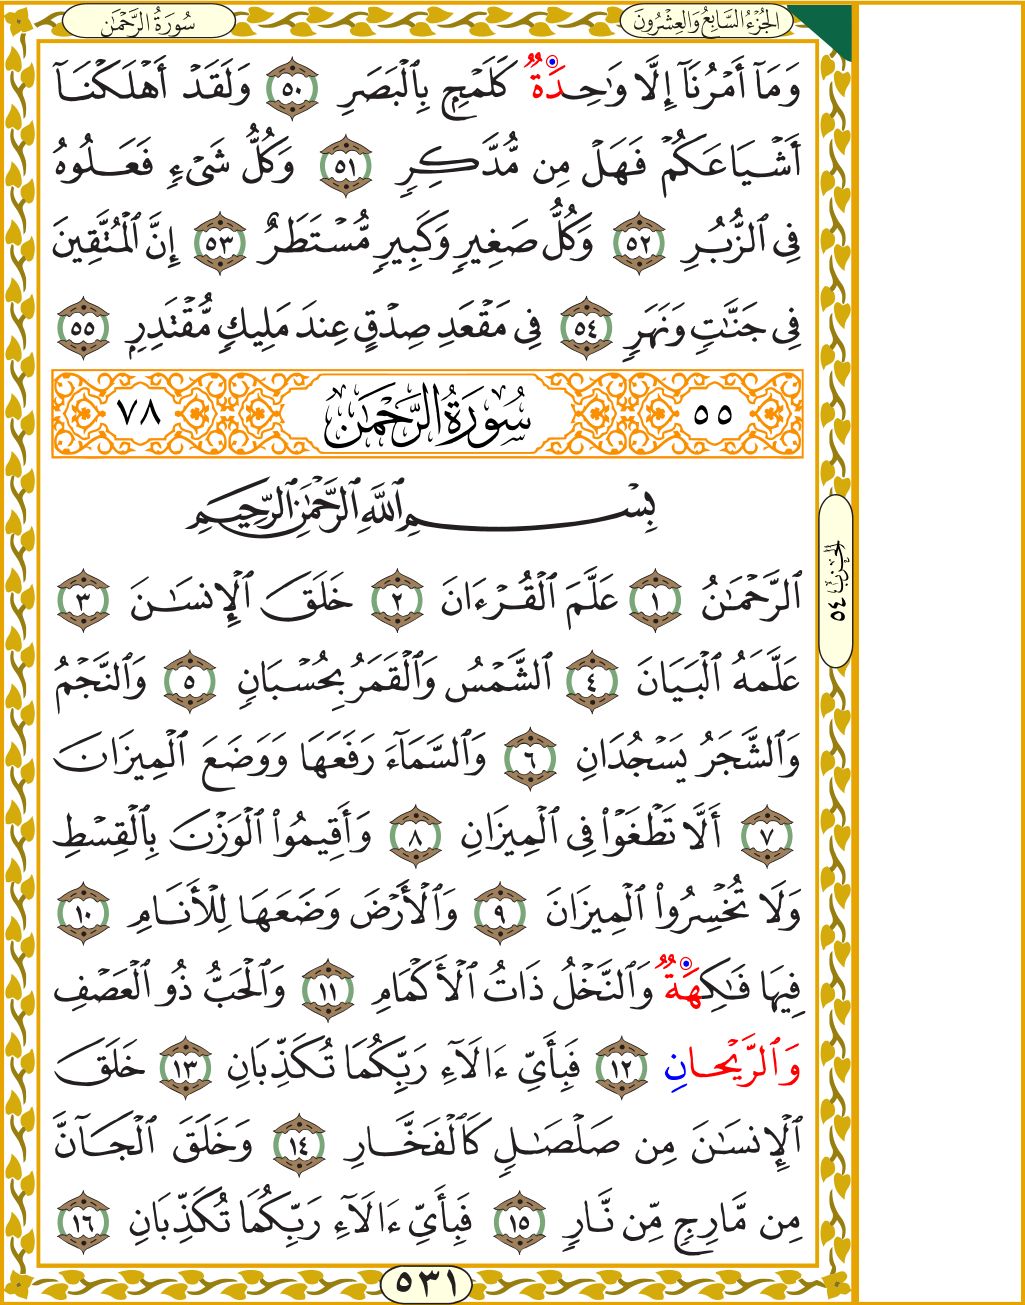 الجُزْءُ السَّابِعُ وَالعِشْرُونَ
سُورَةُ الرَّحْمَٰن
وَمَآ أَمْرُنَآ إِلَّا وَٰحِدَةٌ كَلَمْحٍۭ بِٱلْبَصَرِ ٥٠ وَلَقَدْ أَهْلَكْنَآ
أَشْيَاعَكُمْ فَهَلْ مِن مُّدَّكِرٍ ٥١ وَكُلُّ شَىْءٍ فَعَلُوهُ
فِى ٱلزُّبُرِ ٥٢ وَكُلُّ صَغِيرٍ وَكَبِيرٍ مُّسْتَطَرٌ ٥٣ إِنَّ ٱلْمُتَّقِينَ
فِى جَنَّٰتٍ وَنَهَرٍ ٥٤ فِى مَقْعَدِ صِدْقٍ عِندَ مَلِيكٍ مُّقْتَدِرٍۭ ٥٥
٥٥ سُورَةُ الرَّحْمَٰن ٧٨
بِسْمِ ٱللَّهِ ٱلرَّحْمَٰنِ ٱلرَّحِيمِ
ٱلرَّحْمَٰنُ ١ عَلَّمَ ٱلْقُرْءَانَ ٢ خَلَقَ ٱلْإِنسَٰنَ ٣
عَلَّمَهُ ٱلْبَيَانَ ٤ ٱلشَّمْسُ وَٱلْقَمَرُ بِحُسْبَانٍ ٥ وَٱلنَّجْمُ
وَٱلشَّجَرُ يَسْجُدَانِ ٦ وَٱلسَّمَآءَ رَفَعَهَا وَوَضَعَ ٱلْمِيزَانَ
٧ أَلَّا تَطْغَوْا۟ فِى ٱلْمِيزَانِ ٨ وَأَقِيمُوا۟ ٱلْوَزْنَ بِٱلْقِسْطِ
وَلَا تُخْسِرُوا۟ ٱلْمِيزَانَ ٩ وَٱلْأَرْضَ وَضَعَهَا لِلْأَنَامِ ١٠
فِيهَا فَٰكِهَةٌ وَٱلنَّخْلُ ذَاتُ ٱلْأَكْمَامِ ١١ وَٱلْحَبُّ ذُو ٱلْعَصْفِ
وَٱلرَّيْحَانِ ١٢ فَبِأَىِّ ءَالَآءِ رَبِّكُمَا تُكَذِّبَانِ ١٣ خَلَقَ
ٱلْإِنسَٰنَ مِن صَلْصَٰلٍ كَٱلْفَخَّارِ ١٤ وَخَلَقَ ٱلْجَآنَّ
مِن مَّارِجٍ مِّن نَّارٍ ١٥ فَبِأَىِّ ءَالَآءِ رَبِّكُمَا تُكَذِّبَانِ ١٦
الحِزْبُ ٥٤
٥٣١